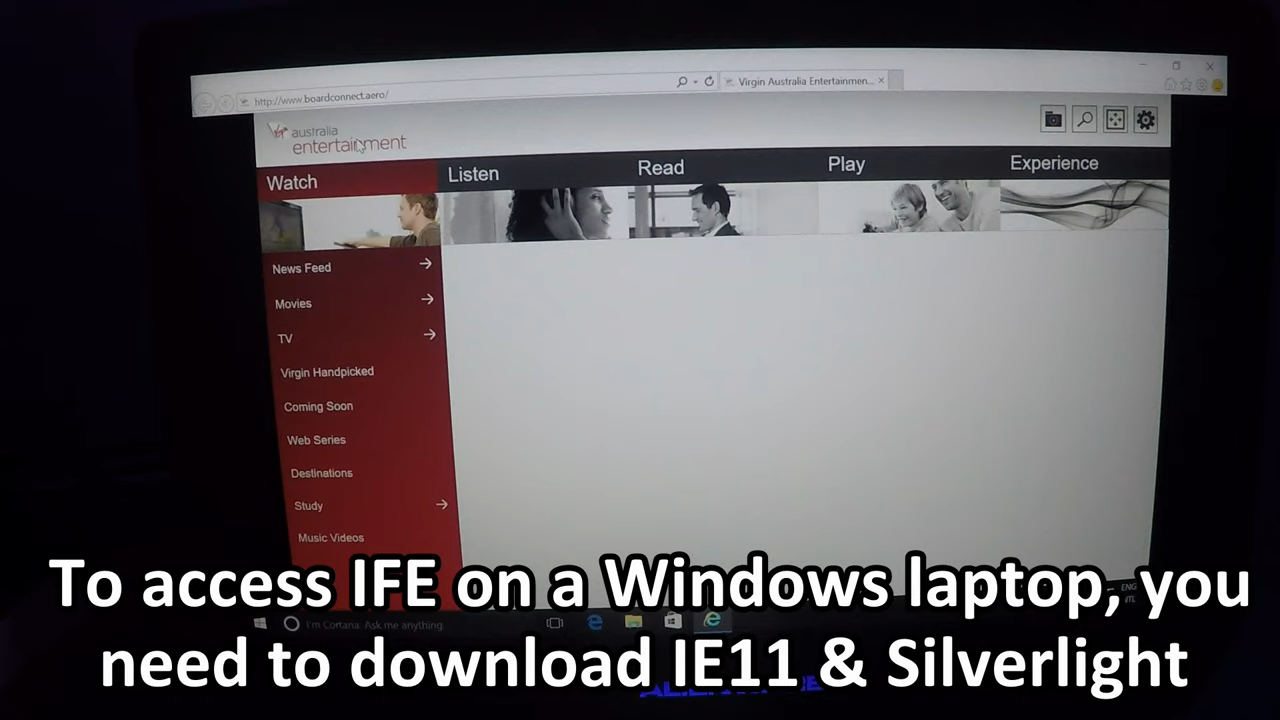 http://www.boardconnect.aero/
Virgin Australia Entertainmen...
australia
entertainment
Watch
Listen
Read
Play
Experience
News Feed
Movies
TV
Virgin Handpicked
Coming Soon
Web Series
Destinations
Study
Music Videos
I'm Cortana. Ask me anything.
ENG
To access IFE on a Windows laptop, you
need to download IE11 & Silverlight